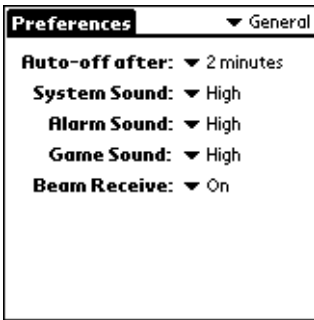 Preferences General
Auto-off after: 2 minutes
System Sound: High
Alarm Sound: High
Game Sound: High
Beam Receive: On